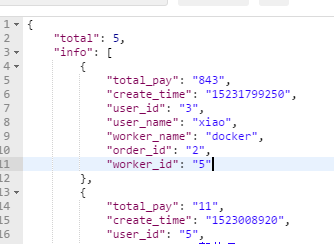 1 {
2 "total": 5,
3 "info": [
4 {
5 "total_pay": "843",
6 "create_time": "15231799250",
7 "user_id": "3",
8 "user_name": "xiao",
9 "worker_name": "docker",
10 "order_id": "2",
11 "worker_id": "5"
12 },
13 {
14 "total_pay": "11",
15 "create_time": "1523008920",
16 "user_id": "5",